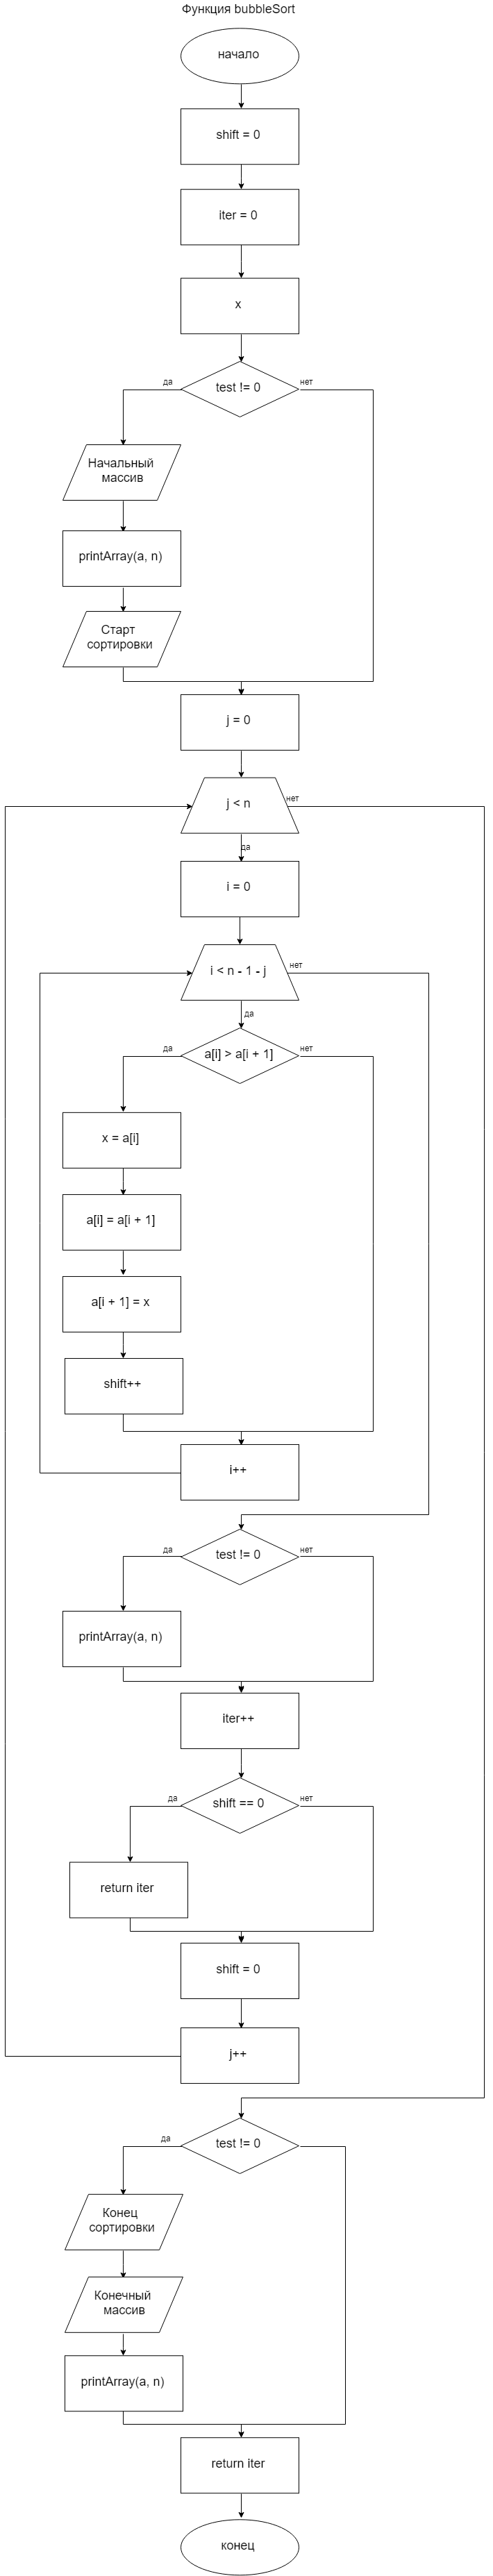 Функция bubbleSort
начало
shift = 0
iter = 0
x
test != 0
да
нет
Начальный
массив
printArray(a, n)
Старт
сортировки
j = 0
j < n
нет
да
i = 0
i < n - 1 - j
нет
да
a[i] > a[i + 1]
да
нет
x = a[i]
a[i] = a[i + 1]
a[i + 1] = x
shift++
i++
test != 0
да
нет
printArray(a, n)
iter++
shift == 0
да
нет
return iter
shift = 0
j++
test != 0
да
Конец
сортировки
Конечный
массив
printArray(a, n)
return iter
конец